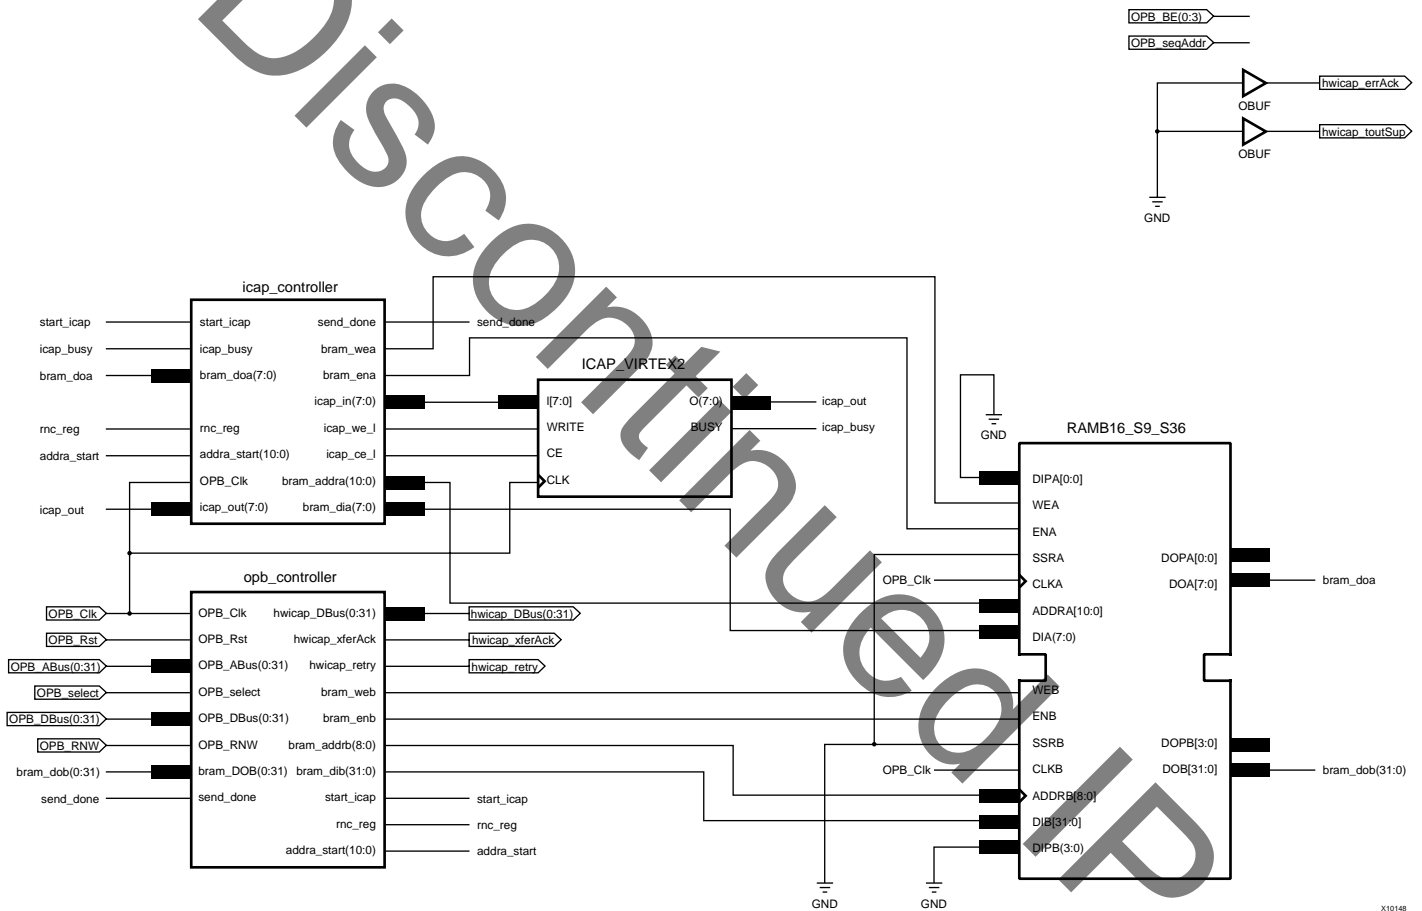 Discontinued IP
OPB_BE(0:3)
OPB_seqAddr
hwicap_errAck
OBUF
hwicap_toutSup
OBUF
GND
icap_controller
start_icap
start_icap
send_done
send_done
icap_busy
icap_busy
bram_wea
bram_doa
bram_doa(7:0)
bram_ena
icap_in(7:0)
rnc_reg
rnc_reg
icap_we_l
addra_start
addra_start(10:0)
icap_ce_l
OPB_Clk
bram_addra(10:0)
icap_out
icap_out(7:0)
bram_dia(7:0)
ICAP_VIRTEX2
I[7:0]
O(7:0)
icap_out
WRITE
BUSY
icap_busy
CE
CLK
GND
RAMB16_S9_S36
DIPA[0:0]
WEA
ENA
SSRA
DOPA[0:0]
OPB_Clk
CLKA
DOA[7:0]
bram_doa
ADDRA[10:0]
DIA(7:0)
WEB
ENB
SSRB
DOPB[3:0]
OPB_Clk
CLKB
DOB[31:0]
bram_dob(31:0)
ADDRB[8:0]
DIB[31:0]
DIPB(3:0)
opb_controller
OPB_Clk
OPB_Clk
hwicap_DBus(0:31)
hwicap_DBus(0:31)
OPB_Rst
OPB_Rst
hwicap_xferAck
hwicap_xferAck
OPB_ABus(0:31)
OPB_ABus(0:31)
hwicap_retry
hwicap_retry
OPB_select
OPB_select
bram_web
OPB_DBus(0:31)
OPB_DBus(0:31)
bram_enb
OPB_RNW
OPB_RNW
bram_addrb(8:0)
bram_dob(0:31)
bram_DOB(0:31)
bram_dib(31:0)
send_done
send_done
start_icap
start_icap
rnc_reg
rnc_reg
addra_start(10:0)
addra_start
GND
GND
X10148